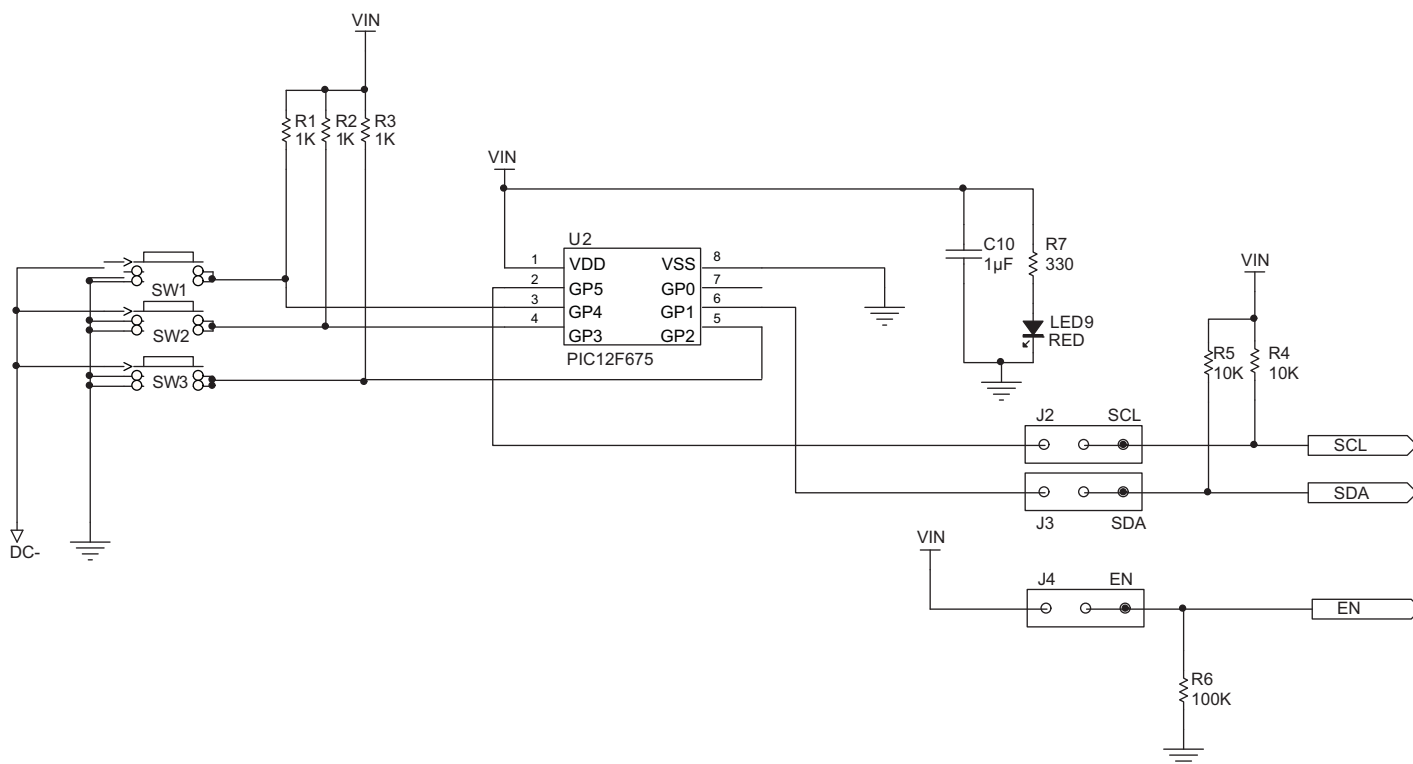 VIN
R1
1K
R2
1K
R3
1K
VIN
U2
1
VDD
VSS
8
2
GP5
GP0
7
3
GP4
GP1
6
4
GP3
GP2
5
PIC12F675
SW1
SW2
SW3
DC-
C10
1µF
R7
330
LED9
RED
VIN
R5
10K
R4
10K
J2
SCL
SCL
SDA
J3
SDA
VIN
J4
EN
EN
R6
100K